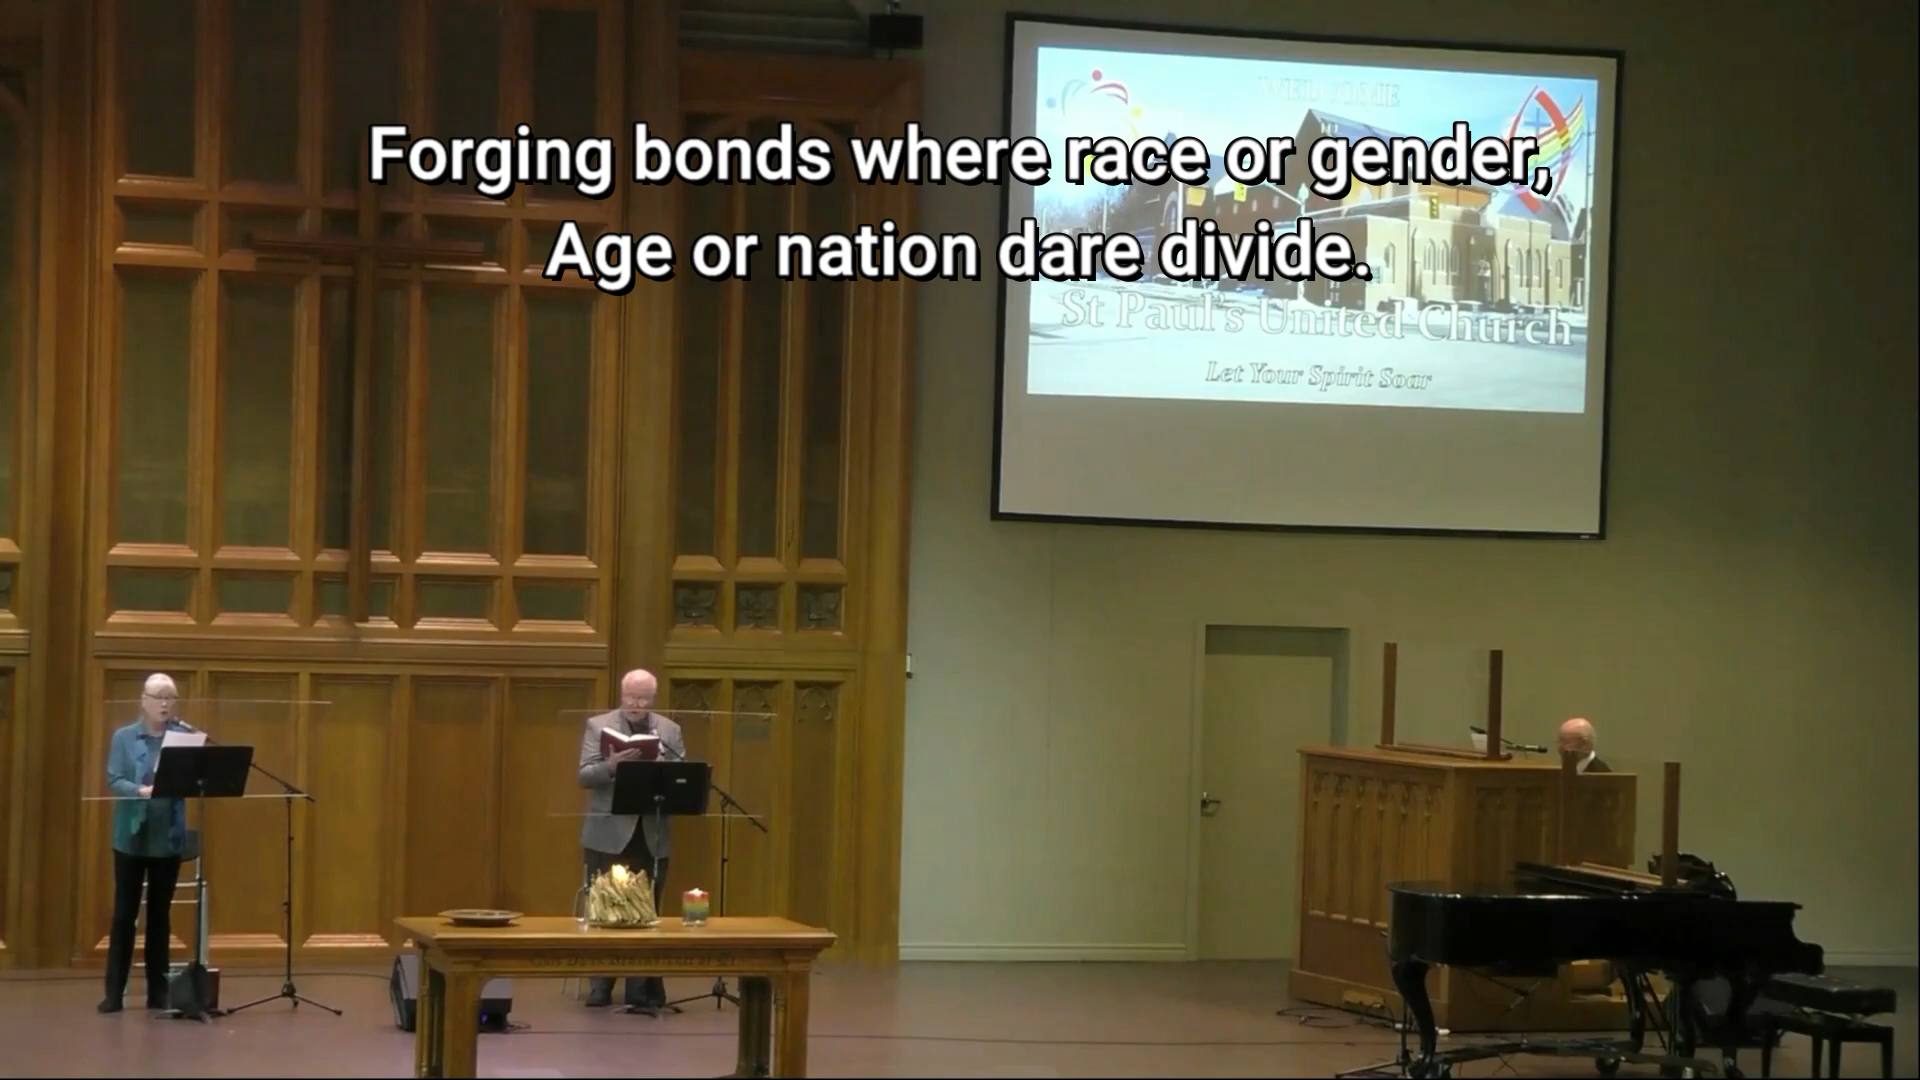 WELCOME
Forging bonds where race or gender,
Age or nation dare divide.
St Paul's United Church
Let Your Spirit Soar